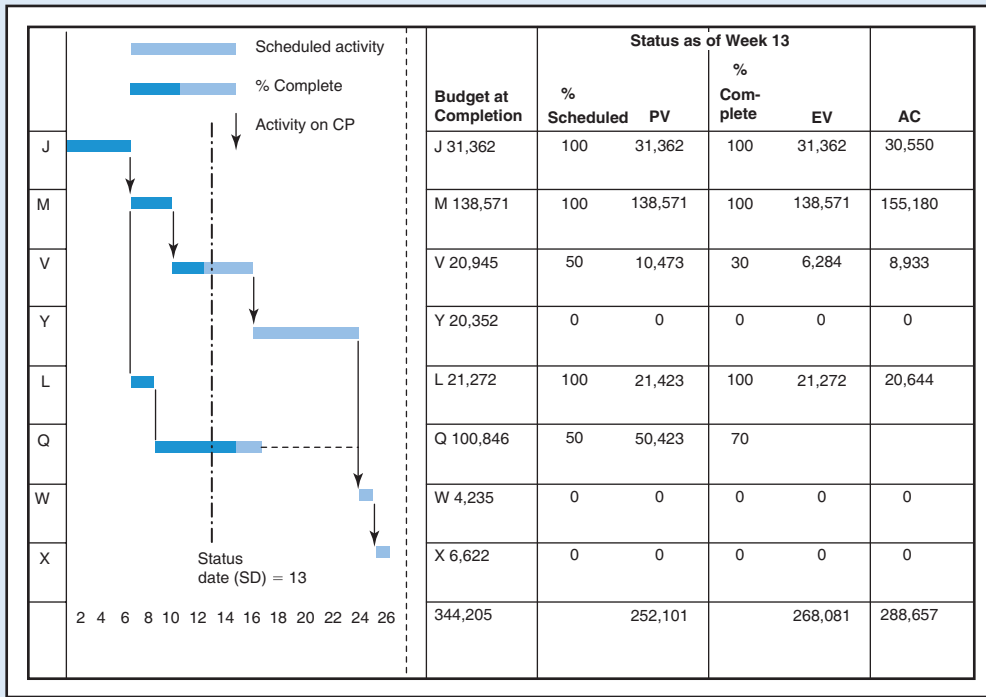 Scheduled activity
% Complete
Activity on CP
J
M
V
Y
L
Q
W
X
Status
date (SD) = 13
2 4 6 8 10 12 14 16 18 20 22 24 26
Status as of Week 13
Budget at
Completion
%
Scheduled
PV
%
Com-
plete
EV
AC
J 31,362 100 31,362 100 31,362 30,550
M 138,571 100 138,571 100 138,571 155,180
V 20,945 50 10,473 30 6,284 8,933
Y 20,352 0 0 0 0 0
L 21,272 100 21,423 100 21,272 20,644
Q 100,846 50 50,423 70
W 4,235 0 0 0 0 0
X 6,622 0 0 0 0 0
344,205 252,101 268,081 288,657